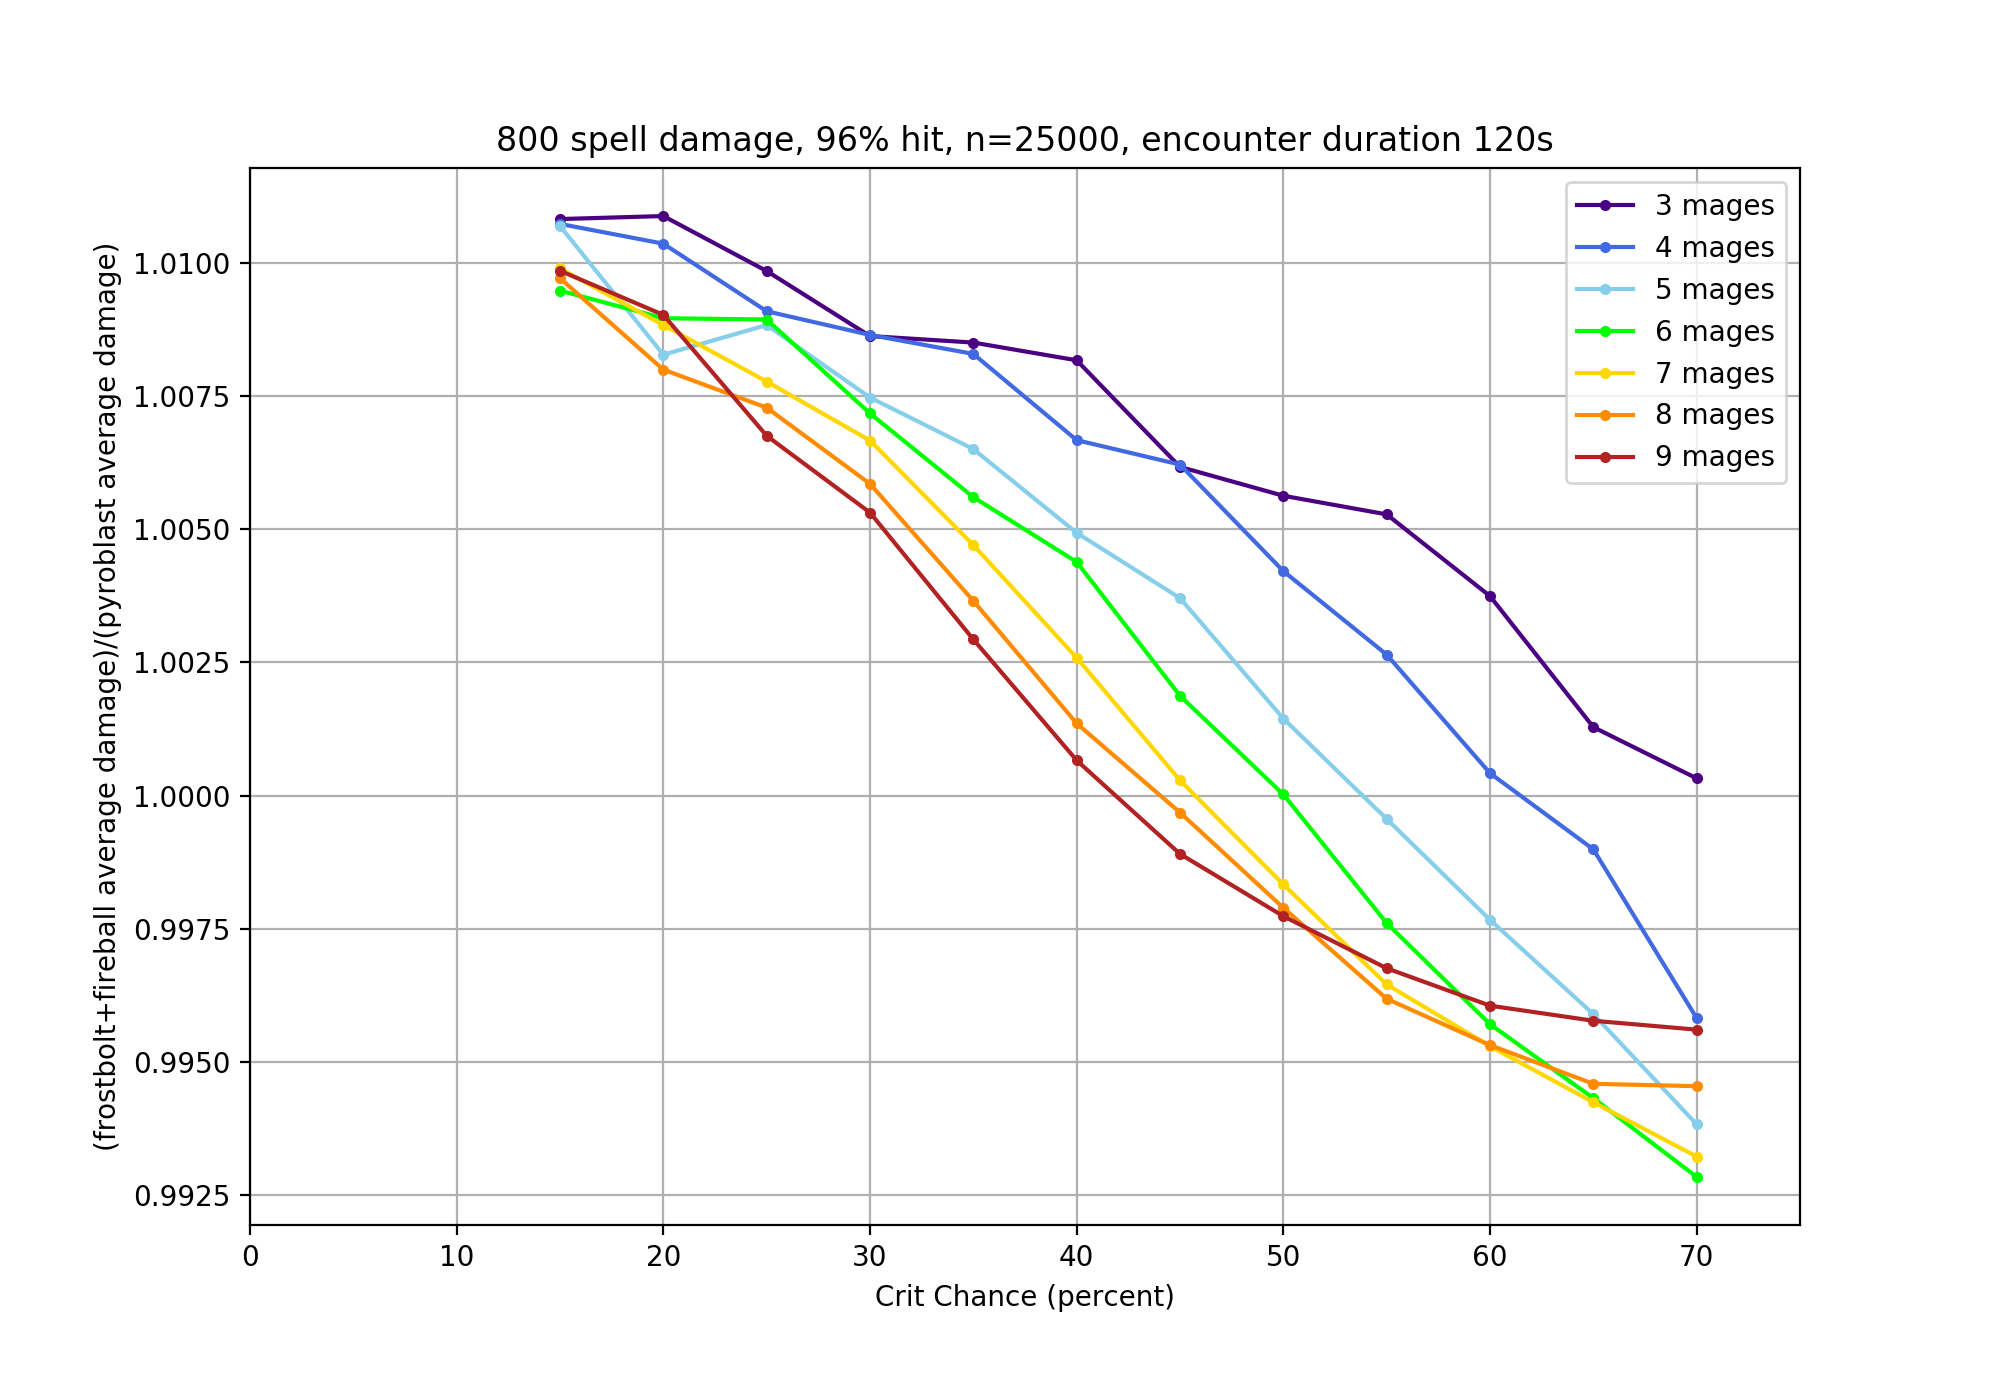 800 spell damage, 96% hit, n=25000, encounter duration 120s
(frostbolt+fireball average damage)/(pyroblast average damage)
1.0100
1.0075
1.0050
1.0025
1.0000
0.9975
0.9950
0.9925
3 mages
4 mages
5 mages
6 mages
7 mages
8 mages
9 mages
0 10 20 30 40 50 60 70
Crit Chance (percent)